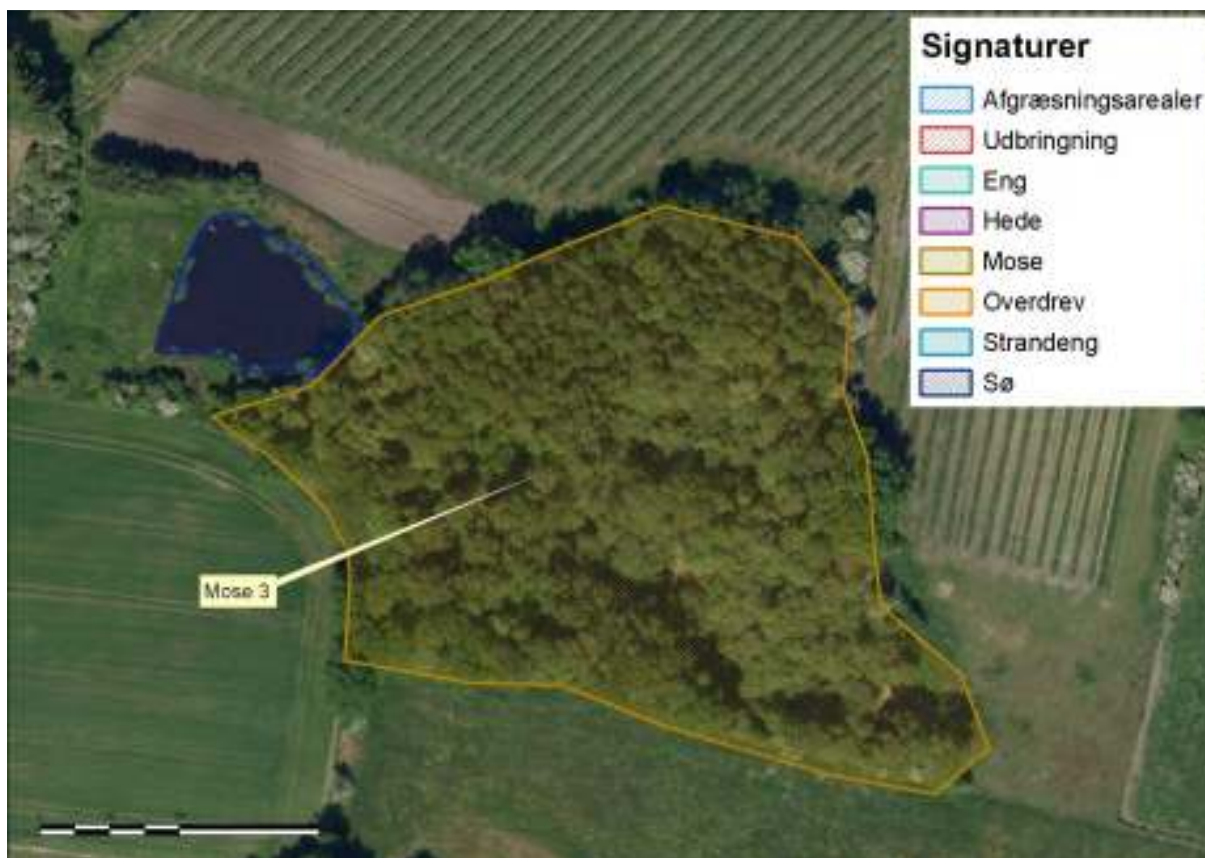 Signaturer
Afgræsningsarealer
Udbringning
Eng
Hede
Mose
Overdrev
Strandeng
Sø
Mose 3